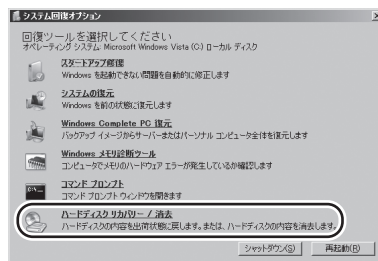 システム回復オプション
回復ツールを選択してください
オペレーティング システム: Microsoft Windows Vista (C:) ローカル ディスク
スタートアップ修復
Windows を起動できない問題を自動的に修正します
システムの復元
Windows を前の状態に復元します
Windows Complete PC 復元
バックアップ イメージからサーバーまたはパーソナル コンピュータ全体を復元します
Windows メモリ診断ツール
コンピュータでメモリのハードウェア エラーが発生しているか確認します
コマンド プロンプト
コマンド プロンプト ウィンドウを開きます
ハードディスク リカバリー / 消去
ハードディスクの内容を出荷状態に戻します。または、ハードディスクの内容を消去します。
シャットダウン(S)
再起動(R)